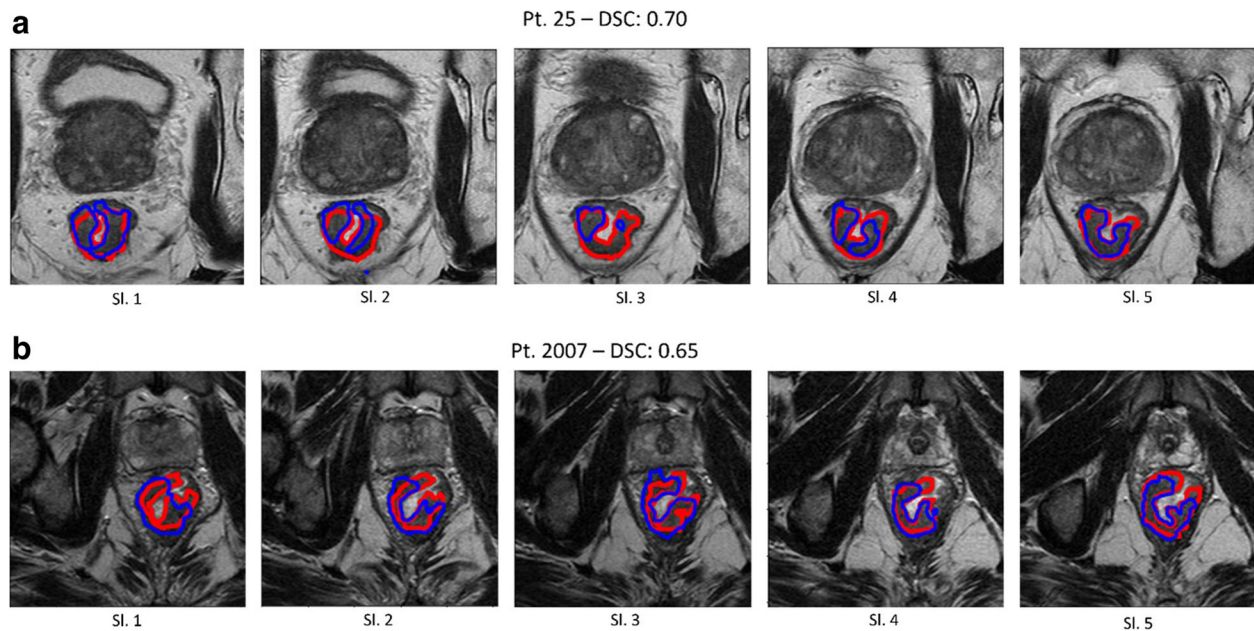 a
Pt. 25 – DSC: 0.70
Sl. 1
Sl. 2
Sl. 3
Sl. 4
Sl. 5
b
Pt. 2007 – DSC: 0.65
Sl. 1
Sl. 2
Sl. 3
Sl. 4
Sl. 5